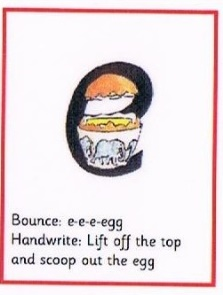 e
Bounce: e-e-e-egg
Handwrite: Lift off the top
and scoop out the egg